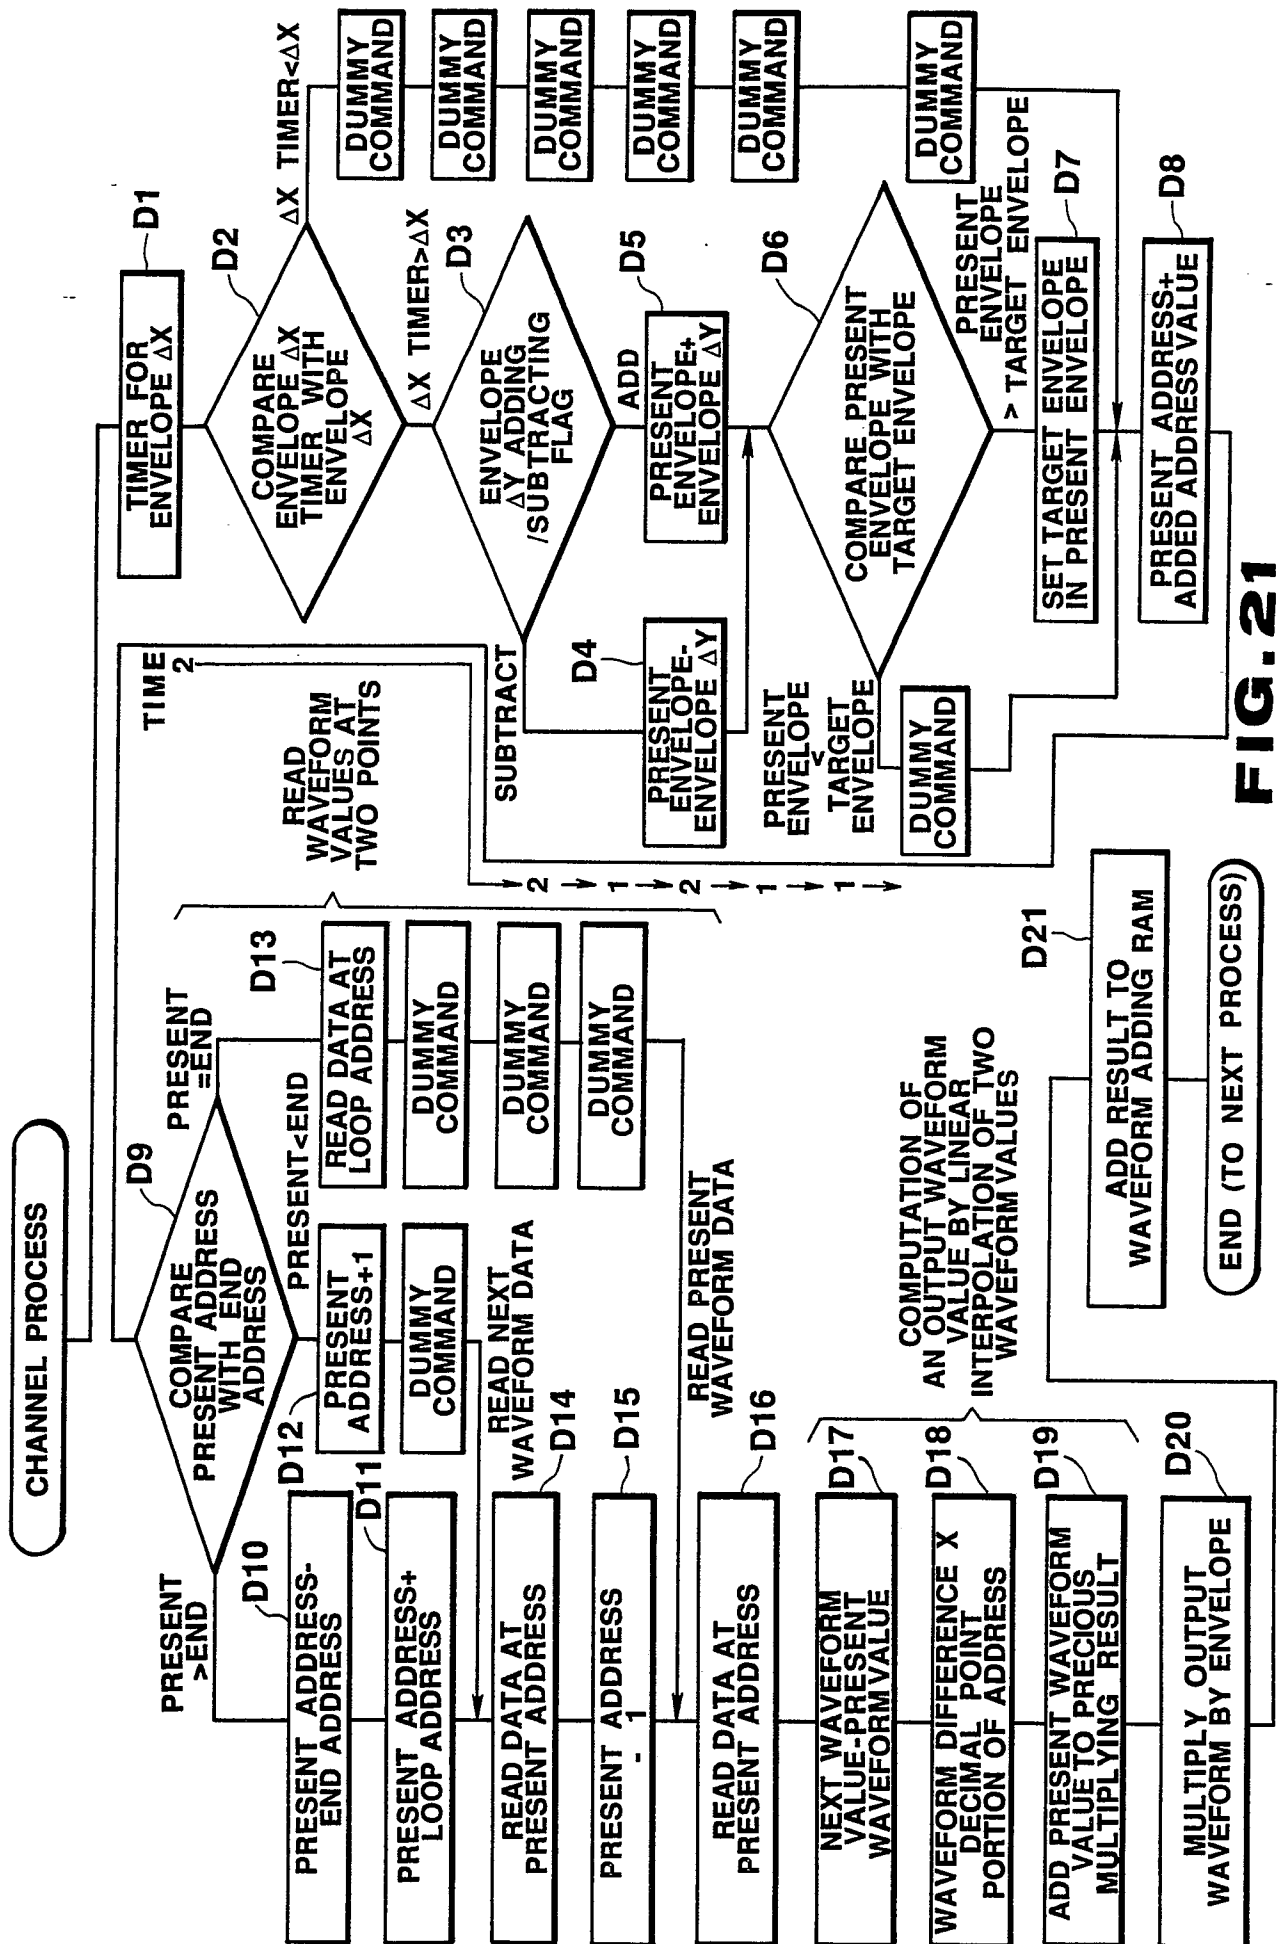 CHANNEL PROCESS
TIMER FOR
ENVELOPE ΔX
D1
COMPARE
ENVELOPE ΔX
TIMER WITH
ENVELOPE
ΔX
D2
ΔX TIMER<ΔX
DUMMY
COMMAND
DUMMY
COMMAND
DUMMY
COMMAND
DUMMY
COMMAND
DUMMY
COMMAND
DUMMY
COMMAND
ΔX TIMER>ΔX
ENVELOPE
ΔY ADDING
/SUBTRACTING
FLAG
D3
SUBTRACT
ADD
PRESENT
ENVELOPE-
ENVELOPE ΔY
D4
PRESENT
ENVELOPE+
ENVELOPE ΔY
D5
COMPARE PRESENT
ENVELOPE WITH
TARGET ENVELOPE
D6
PRESENT
ENVELOPE
<
TARGET
ENVELOPE
DUMMY
COMMAND
PRESENT
ENVELOPE
> TARGET ENVELOPE
SET TARGET ENVELOPE
IN PRESENT ENVELOPE
D7
PRESENT ADDRESS+
ADDED ADDRESS VALUE
D8
TIME
2
2
1
2
1
1
READ
WAVEFORM
VALUES AT
TWO POINTS
COMPARE
PRESENT ADDRESS
WITH END
ADDRESS
D9
PRESENT
>END
PRESENT
=END
PRESENT<END
PRESENT ADDRESS-
END ADDRESS
D10
PRESENT ADDRESS+
LOOP ADDRESS
D11
PRESENT
ADDRESS+1
D12
DUMMY
COMMAND
READ DATA AT
LOOP ADDRESS
D13
DUMMY
COMMAND
DUMMY
COMMAND
DUMMY
COMMAND
READ NEXT
WAVEFORM DATA
READ DATA AT
PRESENT ADDRESS
D14
PRESENT ADDRESS
- 1
D15
READ PRESENT
WAVEFORM DATA
READ DATA AT
PRESENT ADDRESS
D16
NEXT WAVEFORM
VALUE-PRESENT
WAVEFORM VALUE
D17
WAVEFORM DIFFERENCE X
DECIMAL POINT
PORTION OF ADDRESS
D18
ADD PRESENT WAVEFORM
VALUE TO PRECIOUS
MULTIPLYING RESULT
D19
COMPUTATION OF
AN OUTPUT WAVEFORM
VALUE BY LINEAR
INTERPOLATION OF TWO
WAVEFORM VALUES
MULTIPLY OUTPUT
WAVEFORM BY ENVELOPE
D20
ADD RESULT TO
WAVEFORM ADDING RAM
D21
END (TO NEXT PROCESS)
FIG.21